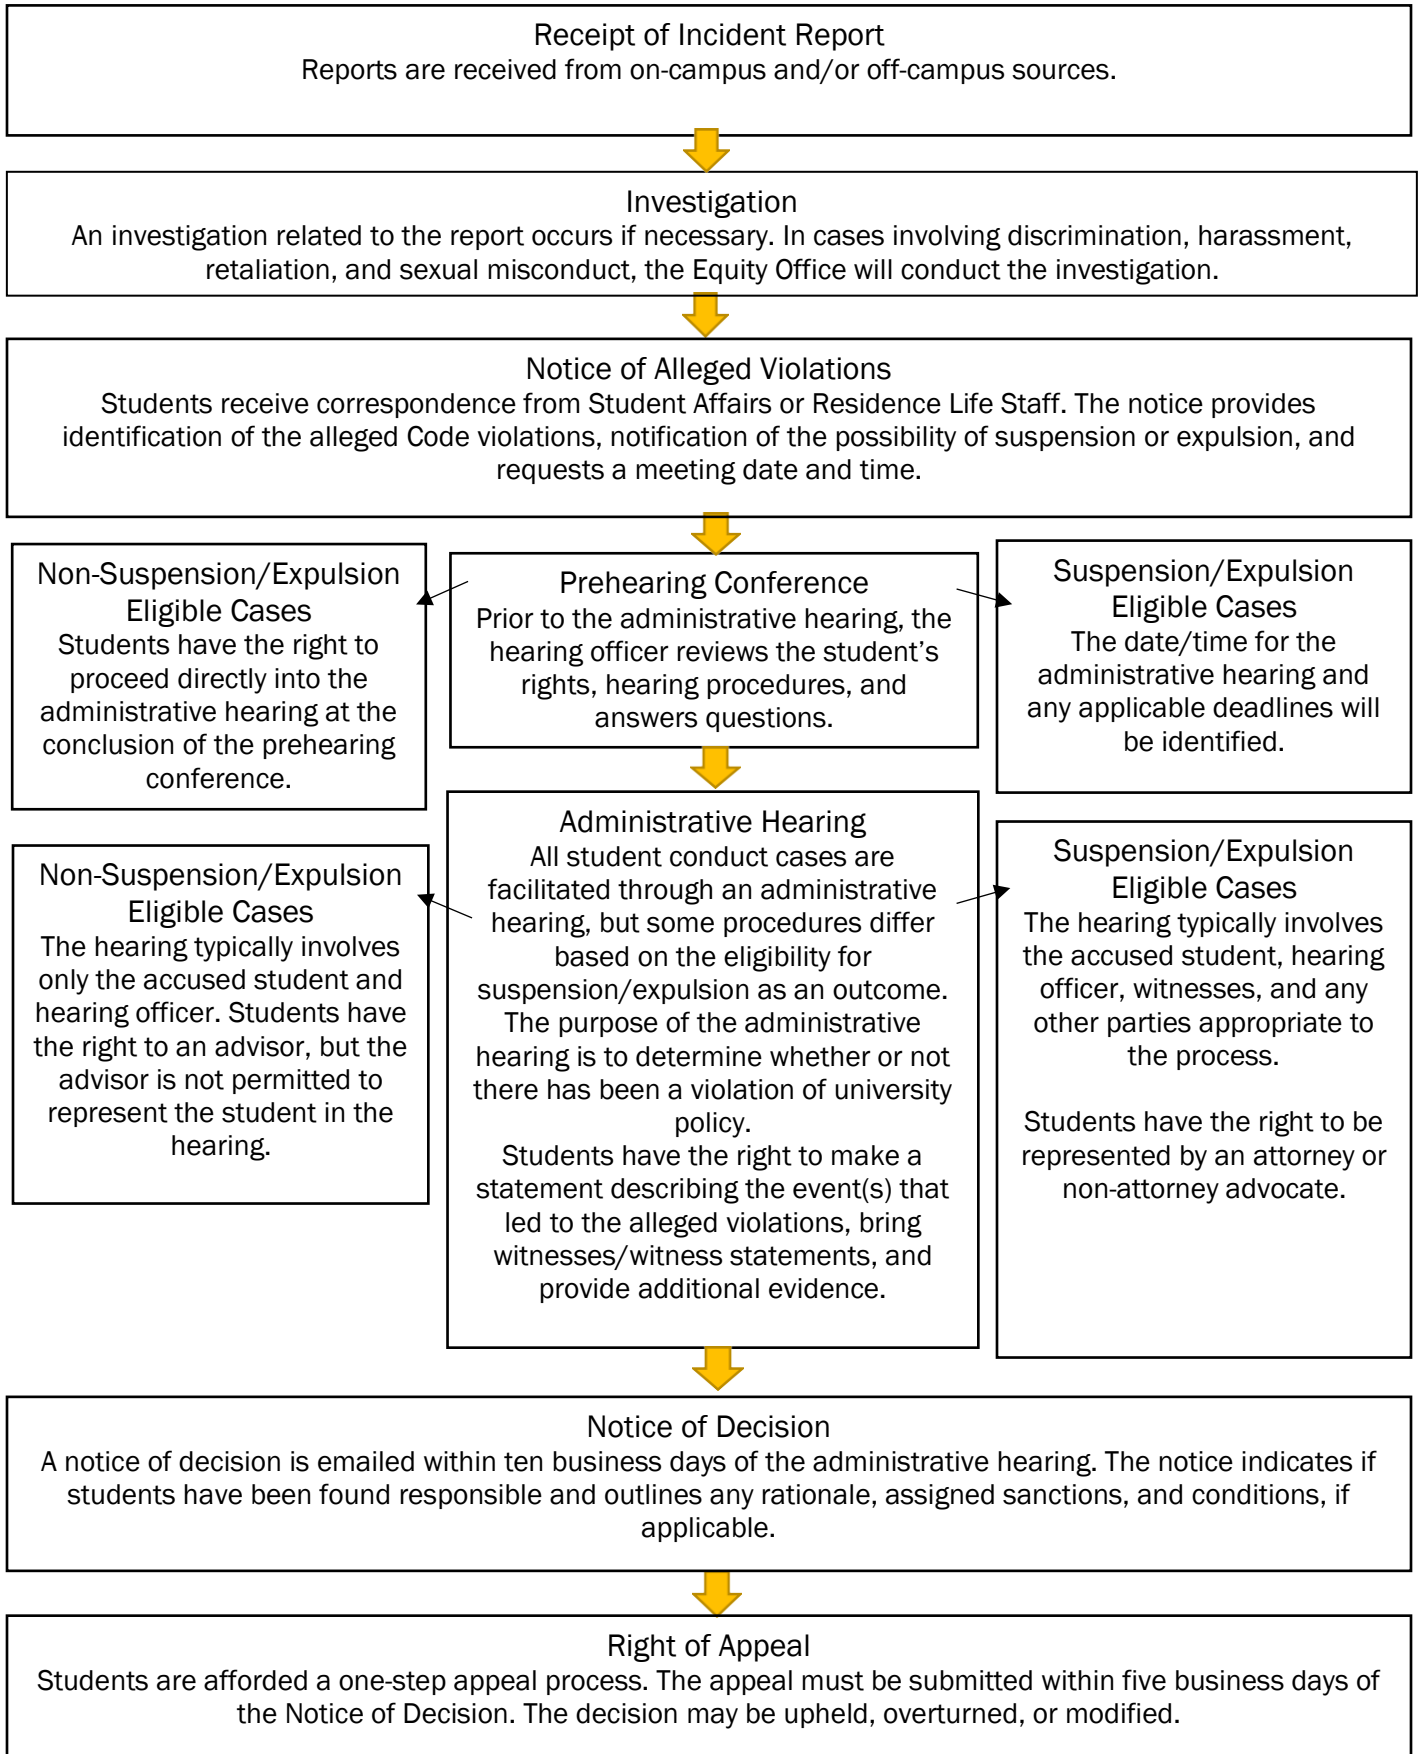 Receipt of Incident Report
Reports are received from on-campus and/or off-campus sources.
Investigation
An investigation related to the report occurs if necessary. In cases involving discrimination, harassment,
retaliation, and sexual misconduct, the Equity Office will conduct the investigation.
Notice of Alleged Violations
Students receive correspondence from Student Affairs or Residence Life Staff. The notice provides
identification of the alleged Code violations, notification of the possibility of suspension or expulsion, and
requests a meeting date and time.
Non-Suspension/Expulsion
Eligible Cases
Students have the right to
proceed directly into the
administrative hearing at the
conclusion of the prehearing
conference.
Prehearing Conference
Prior to the administrative hearing, the
hearing officer reviews the student’s
rights, hearing procedures, and
answers questions.
Suspension/Expulsion
Eligible Cases
The date/time for the
administrative hearing and
any applicable deadlines will
be identified.
Non-Suspension/Expulsion
Eligible Cases
The hearing typically involves
only the accused student and
hearing officer. Students have
the right to an advisor, but the
advisor is not permitted to
represent the student in the
hearing.
Administrative Hearing
All student conduct cases are
facilitated through an administrative
hearing, but some procedures differ
based on the eligibility for
suspension/expulsion as an outcome.
The purpose of the administrative
hearing is to determine whether or not
there has been a violation of university
policy.
Students have the right to make a
statement describing the event(s) that
led to the alleged violations, bring
witnesses/witness statements, and
provide additional evidence.
Suspension/Expulsion
Eligible Cases
The hearing typically involves
the accused student, hearing
officer, witnesses, and any
other parties appropriate to
the process.
Students have the right to be
represented by an attorney or
non-attorney advocate.
Notice of Decision
A notice of decision is emailed within ten business days of the administrative hearing. The notice indicates if
students have been found responsible and outlines any rationale, assigned sanctions, and conditions, if
applicable.
Right of Appeal
Students are afforded a one-step appeal process. The appeal must be submitted within five business days of
the Notice of Decision. The decision may be upheld, overturned, or modified.